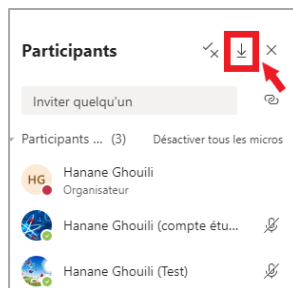 Participants
Inviter quelqu'un
Participants ... (3) Désactiver tous les micros
HG
Hanane Ghouili
Organisateur
Hanane Ghouili (compte étu...
Hanane Ghouili (Test)